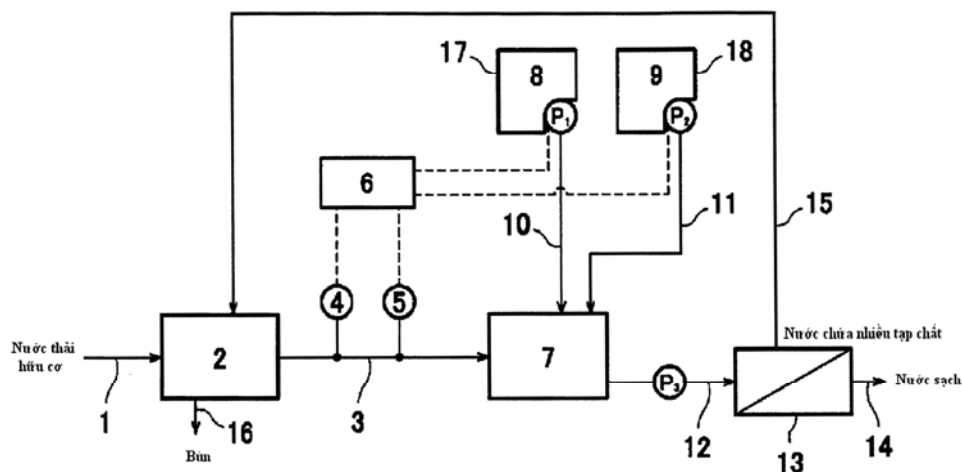 17
8
P1
9
18
P2
6
10
11
15
4
5
Nước thải
hữu cơ
1
2
16
Bùn
3
7
P3
12
Nước chứa nhiều tạp chất
Nước sạch
13
14